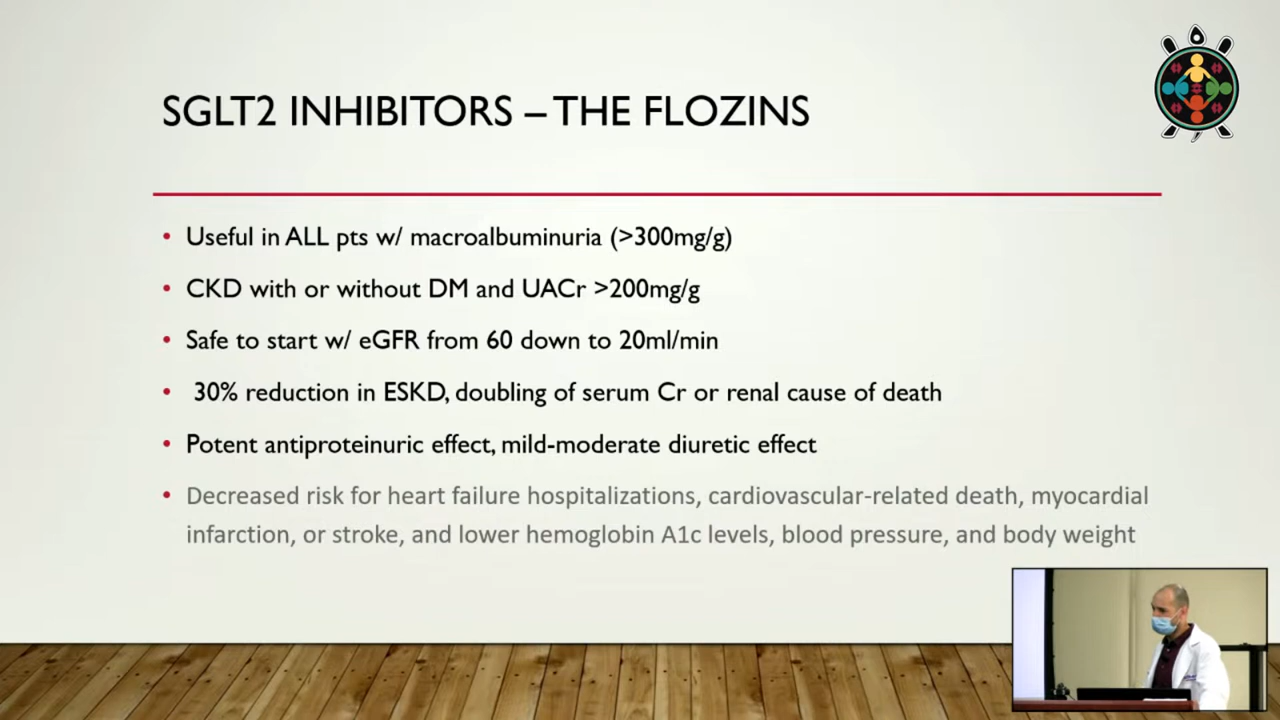 SGLT2 INHIBITORS – THE FLOZINS
• Useful in ALL pts w/ macroalbuminuria (>300mg/g)
• CKD with or without DM and UACr >200mg/g
• Safe to start w/ eGFR from 60 down to 20ml/min
• 30% reduction in ESKD, doubling of serum Cr or renal cause of death
• Potent antiproteinuric effect, mild-moderate diuretic effect
• Decreased risk for heart failure hospitalizations, cardiovascular-related death, myocardial
infarction, or stroke, and lower hemoglobin A1c levels, blood pressure, and body weight